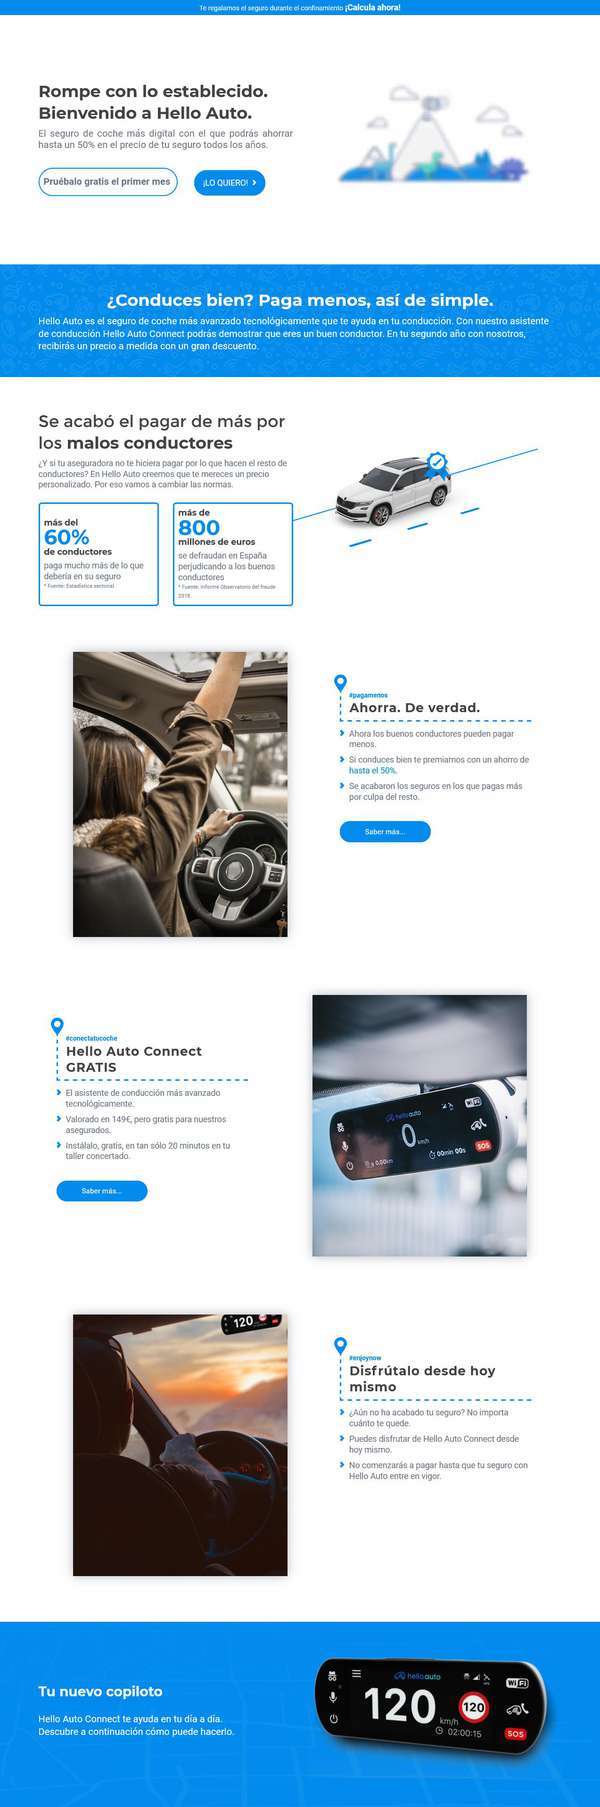 Te regalamos el seguro durante el confinamiento ¡Calcula ahora!
Rompe con lo establecido.
Bienvenido a Hello Auto.
El seguro de coche más digital con el que podrás ahorrar
hasta un 50% en el precio de tu seguro todos los años.
Pruébalo gratis el primer mes
¡LO QUIERO!
¿Conduces bien? Paga menos, así de simple.
Hello Auto es el seguro de coche más avanzado tecnológicamente que te ayuda en tu conducción. Con nuestro asistente
de conducción Hello Auto Connect podrás demostrar que eres un buen conductor. En tu segundo año con nosotros,
recibirás un precio a medida con un gran descuento.
Se acabó el pagar de más por
los malos conductores
¿Y si tu aseguradora no te hiciera pagar por lo que hacen el resto de
conductores? En Hello Auto creemos que te mereces un precio
personalizado. Por eso vamos a cambiar las normas.
más del
60%
de conductores
paga mucho más de lo que
debería en su seguro
* Fuente: Estadística sectorial
más de
800
millones de euros
se defraudan en España
perjudicando a los buenos
conductores
* Fuente: Informe Observatorio del fraude
2018.
#pagamenos
Ahorra. De verdad.
Ahora los buenos conductores pueden pagar
menos.
Si conduces bien te premiamos con un ahorro de
hasta el 50%.
Se acabaron los seguros en los que pagas más
por culpa del resto.
Saber más...
#conectatucoche
Hello Auto Connect
GRATIS
El asistente de conducción más avanzado
tecnológicamente.
Valorado en 149€, pero gratis para nuestros
asegurados.
Instálalo, gratis, en tan sólo 20 minutos en tu
taller concertado.
Saber más...
helloauto
WiFi
0 km/h
SOS
0.00km
00min 00s
120
#enjoynow
Disfrútalo desde hoy
mismo
¿Aún no ha acabado tu seguro? No importa
cuánto te quede.
Puedes disfrutar de Hello Auto Connect desde
hoy mismo.
No comenzarás a pagar hasta que tu seguro con
Hello Auto entre en vigor.
Tu nuevo copiloto
Hello Auto Connect te ayuda en tu día a día.
Descubre a continuación cómo puede hacerlo.
helloauto
WiFi
120 km/h
120
02:00:15
SOS